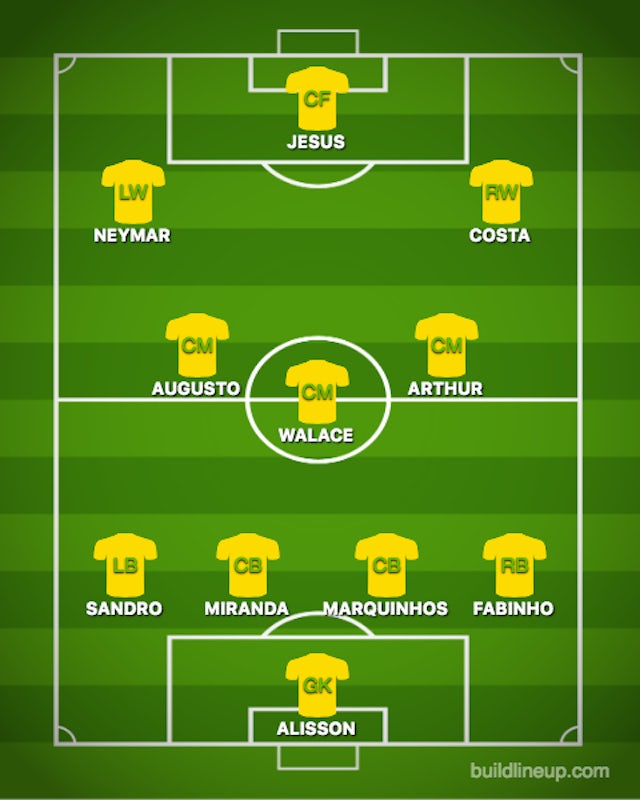 CF
JESUS
LW
NEYMAR
RW
COSTA
CM
AUGUSTO
CM
ARTHUR
CM
WALACE
LB
SANDRO
CB
MIRANDA
CB
MARQUINHOS
RB
FABINHO
GK
ALISSON
buildlineup.com